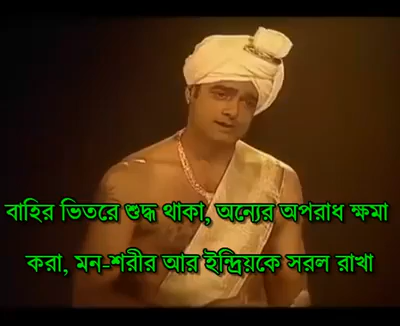 বাহির ভিতরে শুদ্ধ থাকা, অন্যের অপরাধ ক্ষমা
করা, মন-শরীর আর ইন্দ্রিয়কে সরল রাখা